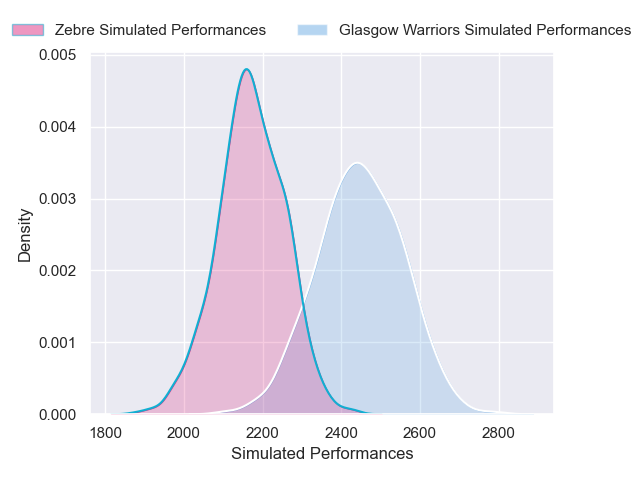 Zebre Simulated Performances
Glasgow Warriors Simulated Performances
0.005
0.004
0.003
0.002
0.001
0.000
Density
1800 2000 2200 2400 2600 2800
Simulated Performances